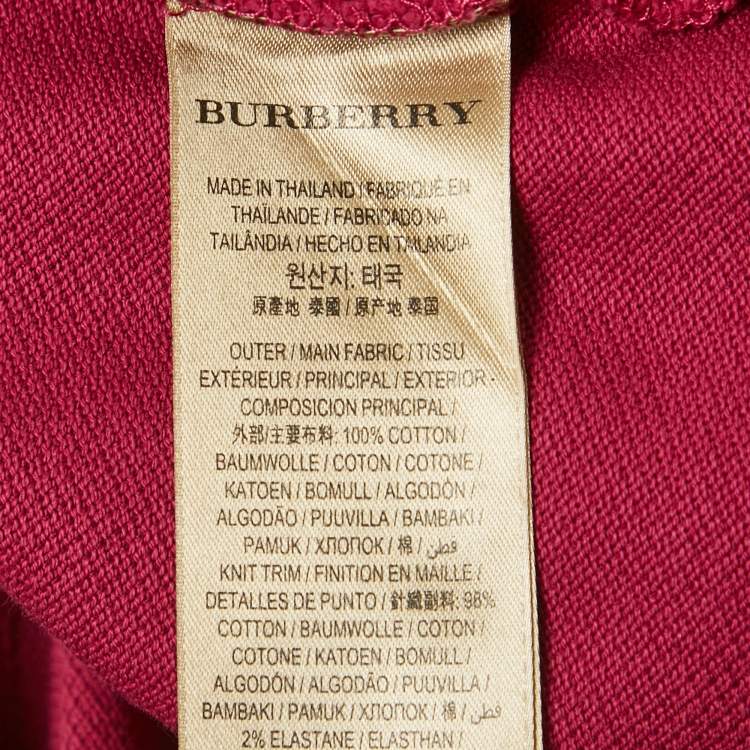 BURBERRY
MADE IN THAILAND / FABRIQUÉ EN
THAÏLANDE / FABRICADO NA
TAILÂNDIA / HECHO EN TAILANDIA
원산지: 태국
原產地 泰國 / 原产地 泰国
OUTER / MAIN FABRIC / TISSU
EXTÉRIEUR / PRINCIPAL / EXTERIOR -
COMPOSICION PRINCIPAL /
外部/主要布料: 100% COTTON /
BAUMWOLLE / COTON / COTONE /
KATOEN / BOMULL / ALGODÓN /
ALGODÃO / PUUVILLA / BAMBAKI /
PAMUK / ХЛОПОК / 棉 / قطن /
KNIT TRIM / FINITION EN MAILLE /
DETALLES DE PUNTO / 針織副料: 98%
COTTON / BAUMWOLLE / COTON /
COTONE / KATOEN / BOMULL /
ALGODÓN / ALGODÃO / PUUVILLA /
BAMBAKI / PAMUK / ХЛОПОК / 棉 / قطن /
2% ELASTANE / ELASTHAN /